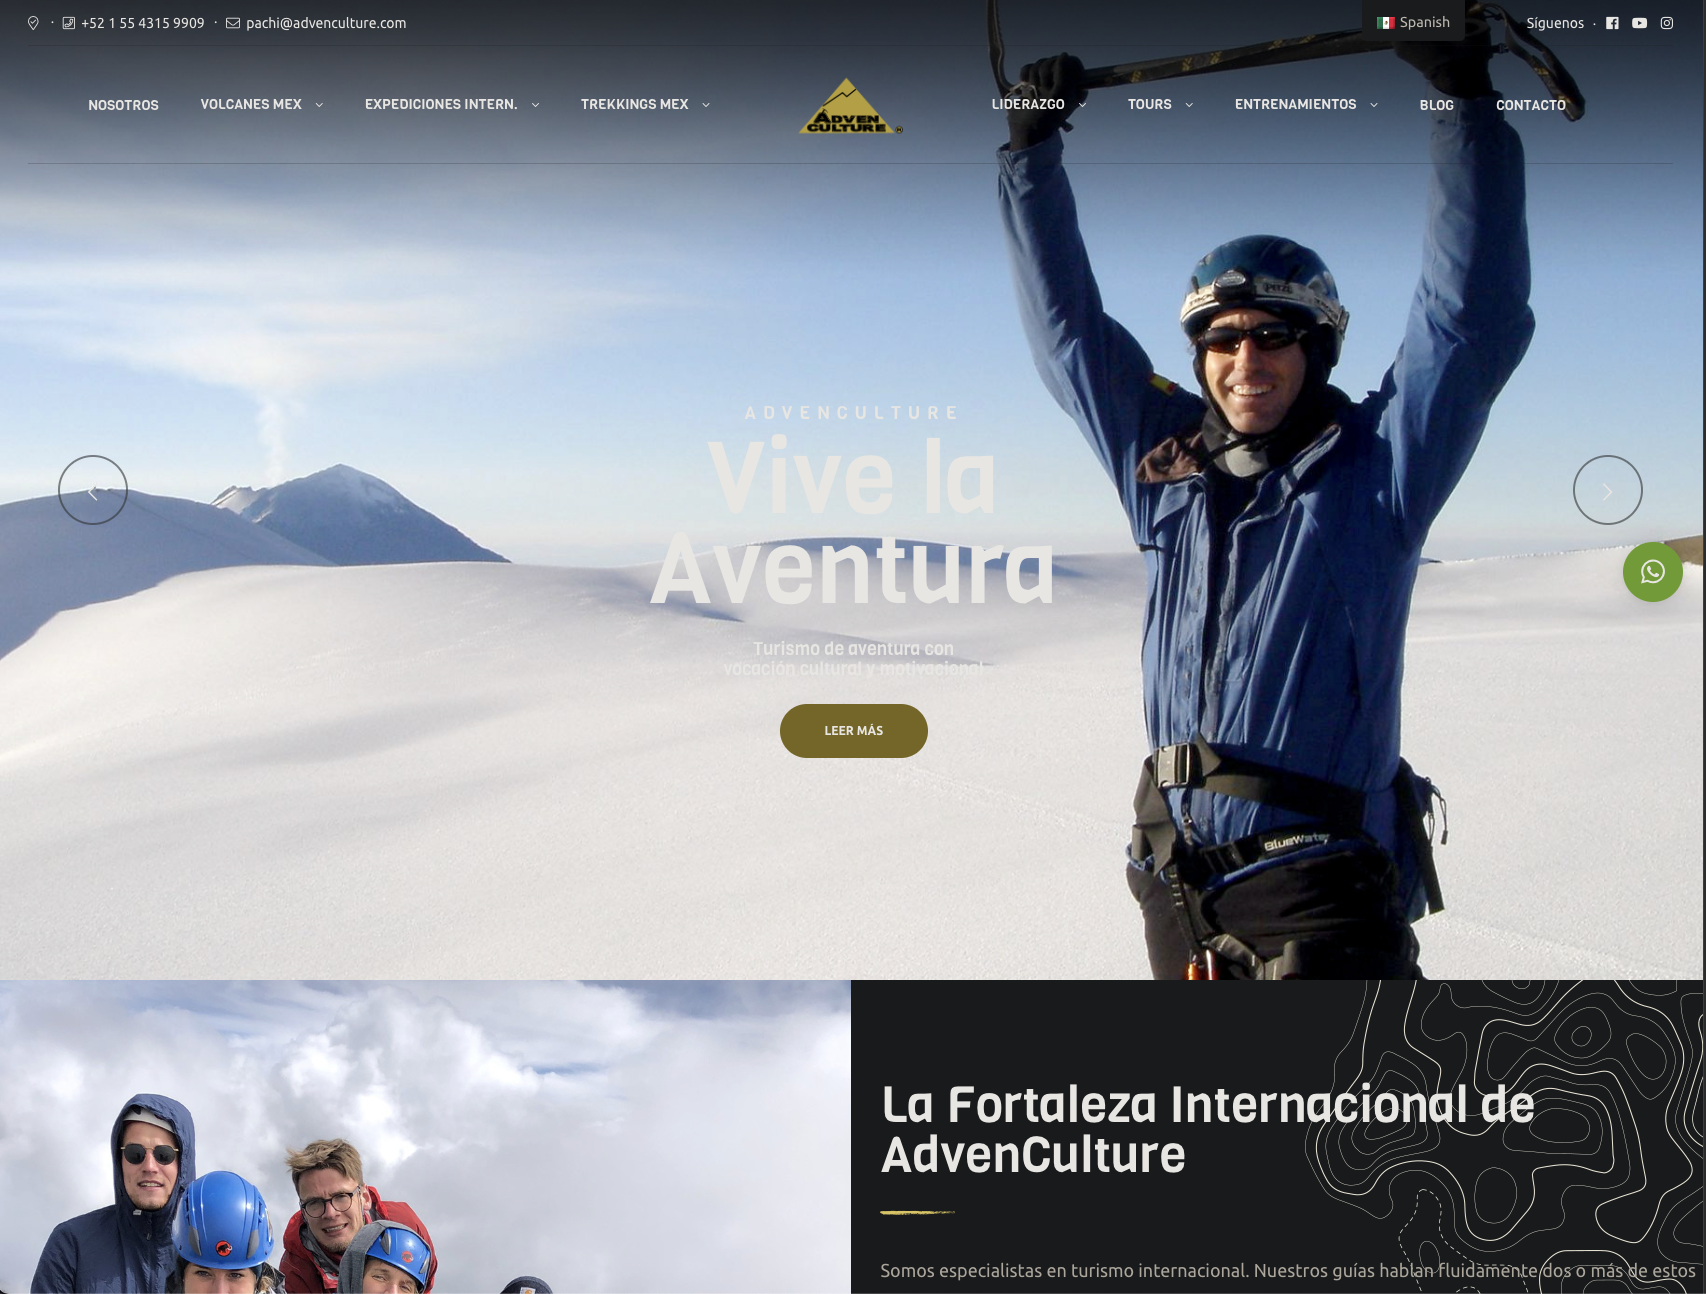 +52 1 55 4315 9909
pachi@advenculture.com
Spanish
Síguenos
NOSOTROS
VOLCANES MEX
EXPEDICIONES INTERN.
TREKKINGS MEX
ADVEN
CULTURE
LIDERAZGO
TOURS
ENTRENAMIENTOS
BLOG
CONTACTO
PETZL
ADVENCULTURE
Vive la
Aventura
Turismo de aventura con
vocación cultural y motivacional
LEER MÁS
BlueWater
La Fortaleza Internacional de
AdvenCulture
Somos especialistas en turismo internacional. Nuestros guías hablan fluidamente dos o más de estos